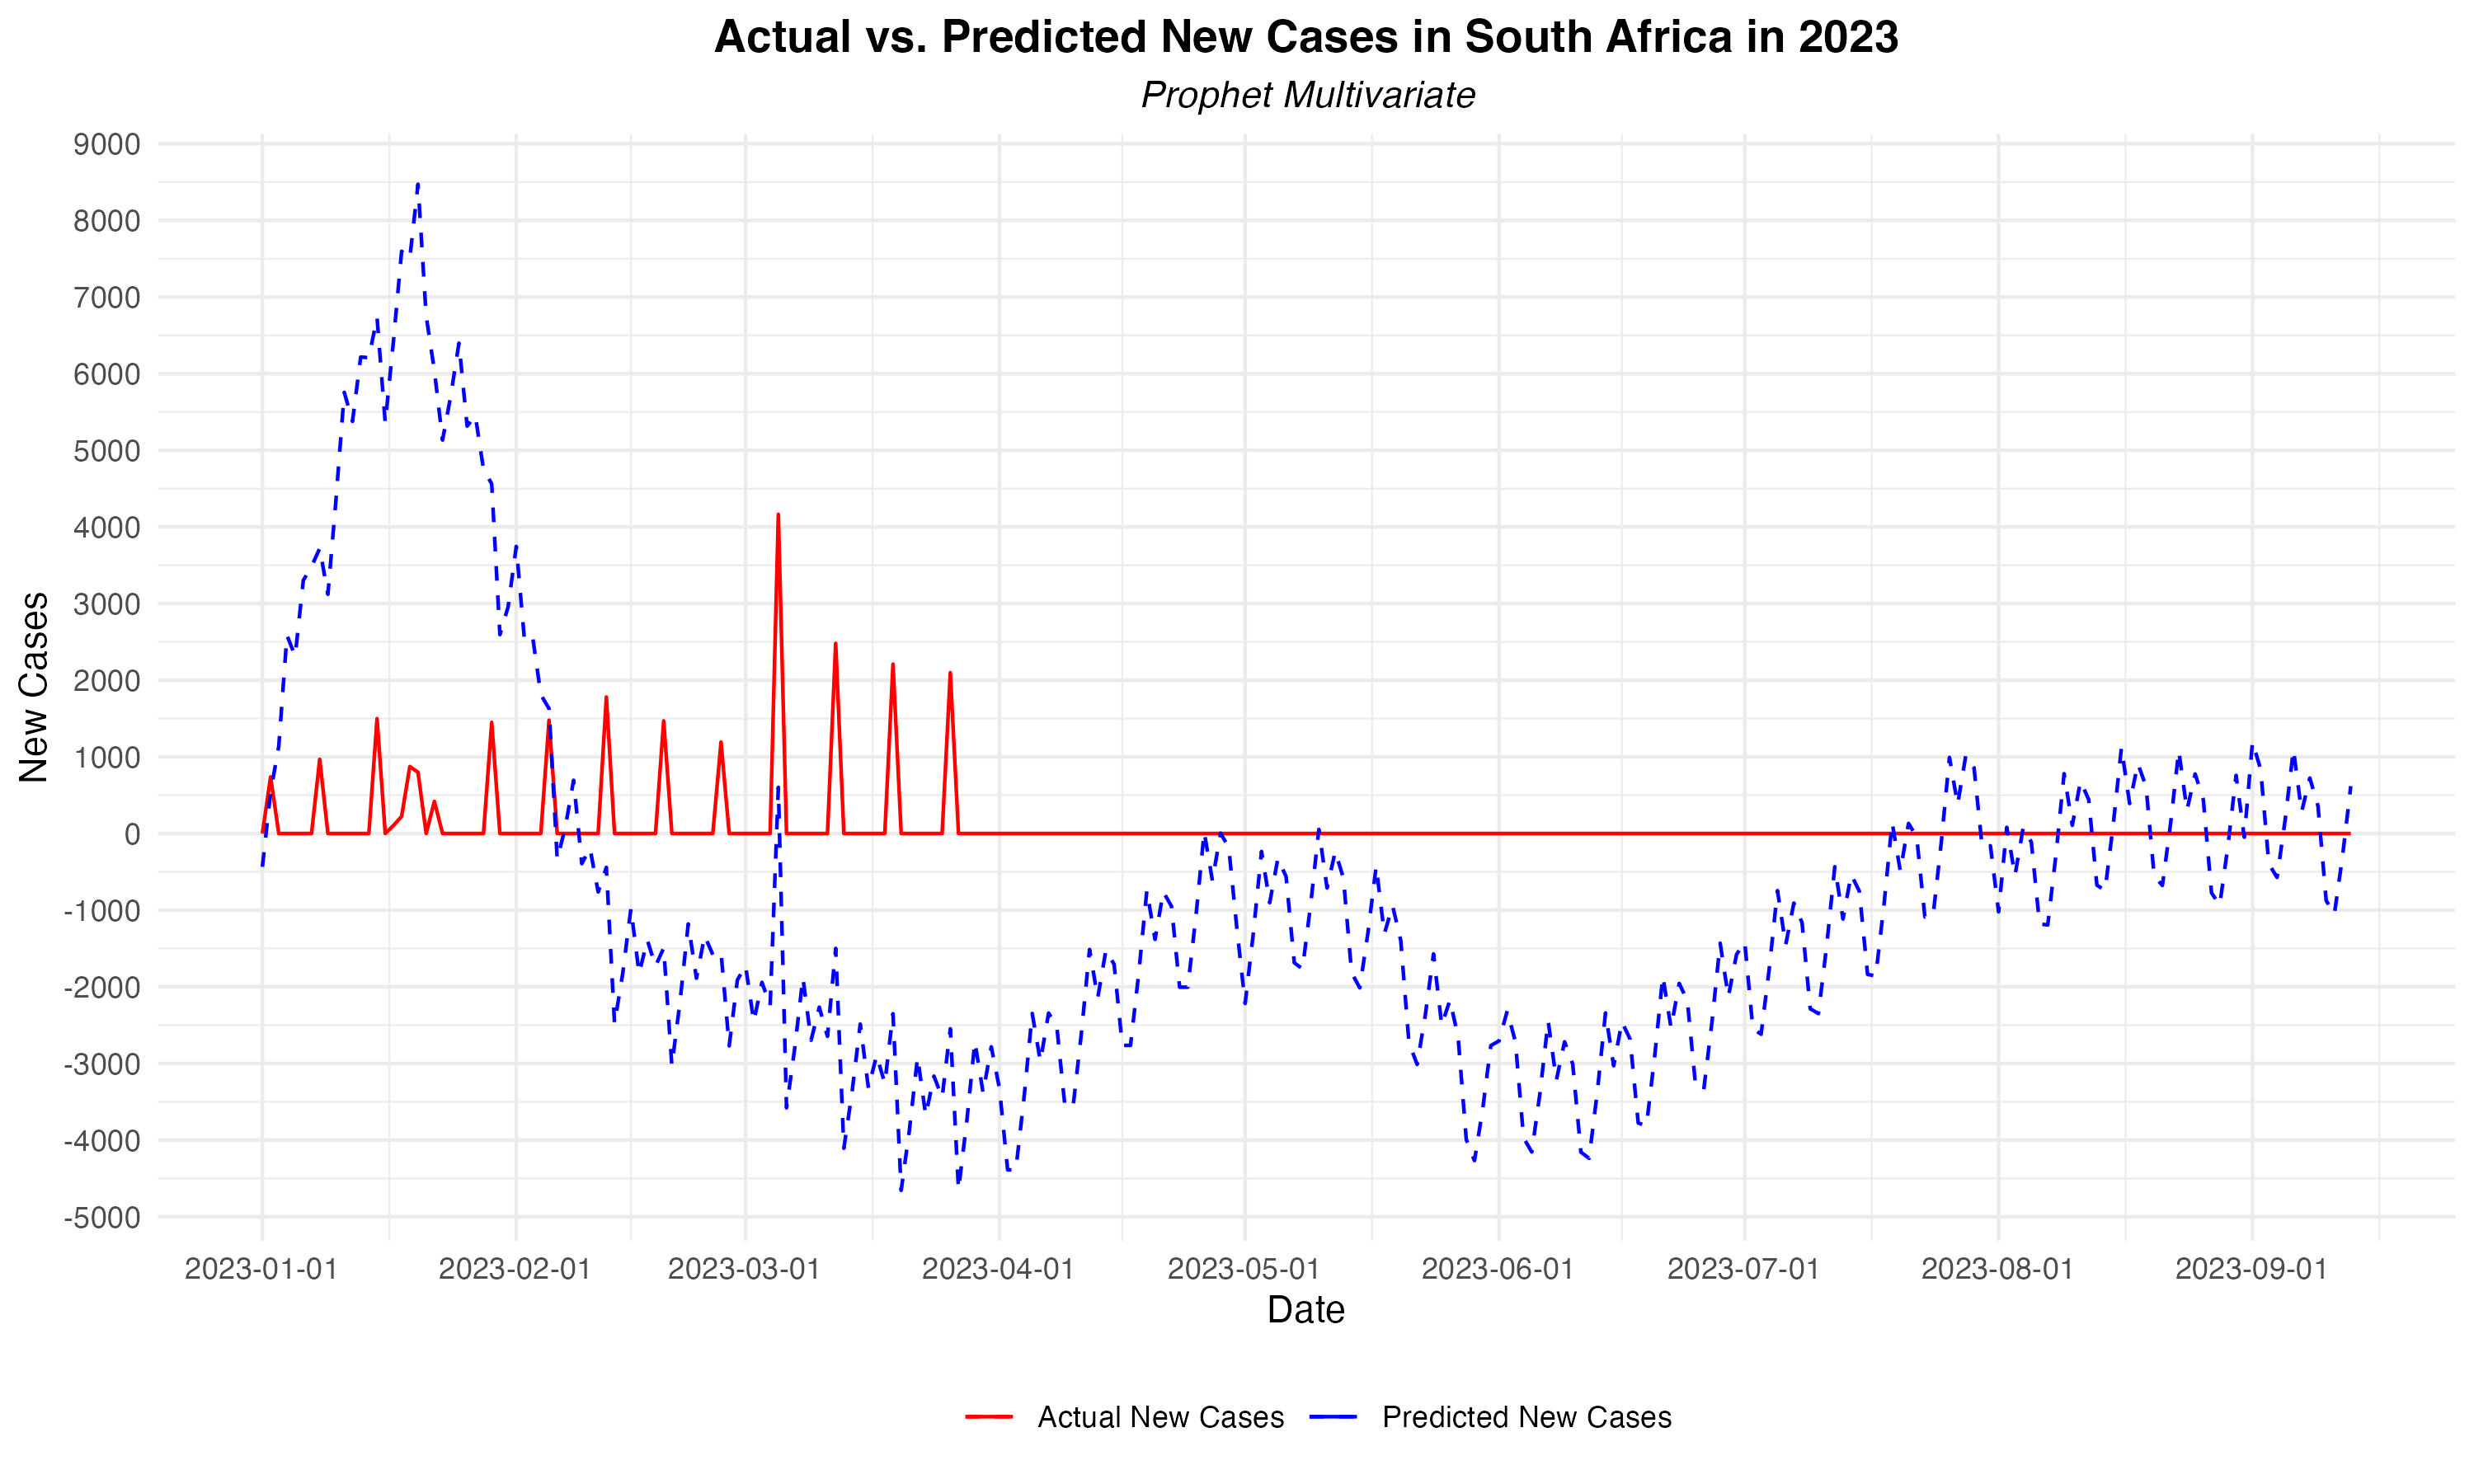 Actual vs. Predicted New Cases in South Africa in 2023
Prophet Multivariate
New Cases
9000
8000
7000
6000
5000
4000
3000
2000
1000
0
-1000
-2000
-3000
-4000
-5000
2023-01-01 2023-02-01 2023-03-01 2023-04-01 2023-05-01 2023-06-01 2023-07-01 2023-08-01 2023-09-01
Date
Actual New Cases Predicted New Cases